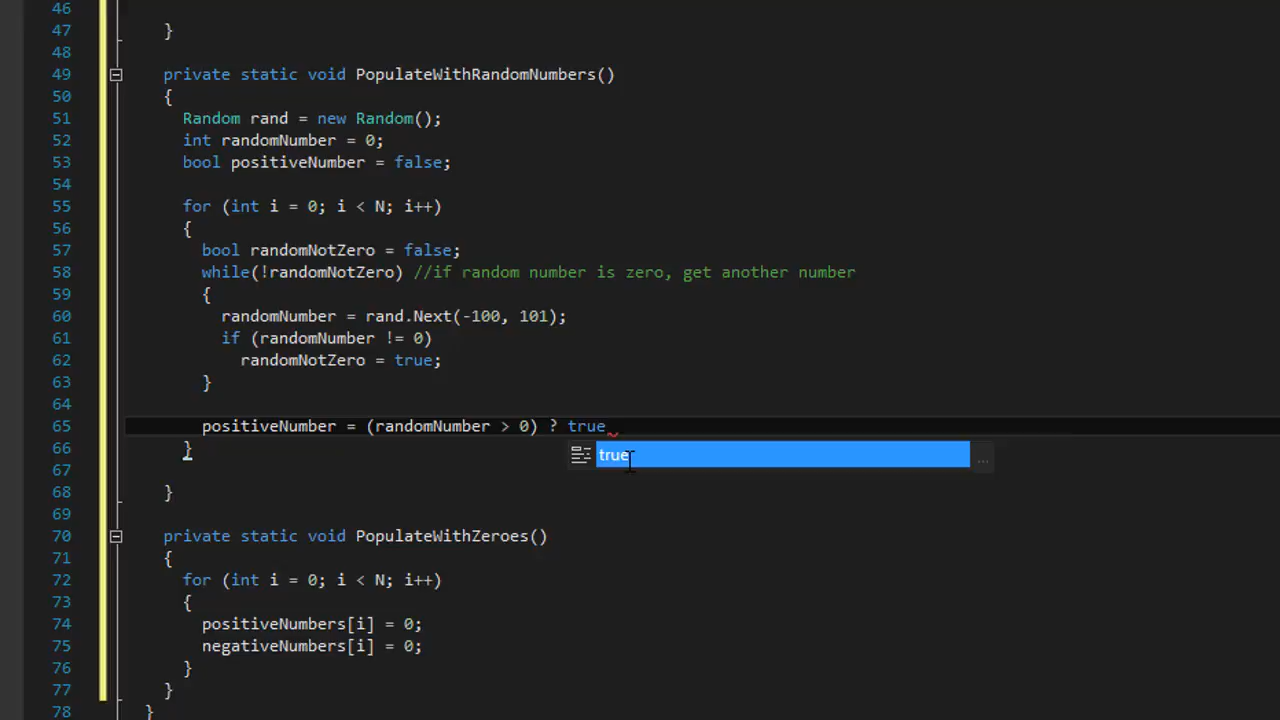 46
47 }
48
49 private static void PopulateWithRandomNumbers()
50 {
51 Random rand = new Random();
52 int randomNumber = 0;
53 bool positiveNumber = false;
54
55 for (int i = 0; i < N; i++)
56 {
57 bool randomNotZero = false;
58 while(!randomNotZero) //if random number is zero, get another number
59 {
60 randomNumber = rand.Next(-100, 101);
61 if (randomNumber != 0)
62 randomNotZero = true;
63 }
64
65 positiveNumber = (randomNumber > 0) ? true
66 }
true ...
67
68 }
69
70 private static void PopulateWithZeroes()
71 {
72 for (int i = 0; i < N; i++)
73 {
74 positiveNumbers[i] = 0;
75 negativeNumbers[i] = 0;
76 }
77 }
78 }